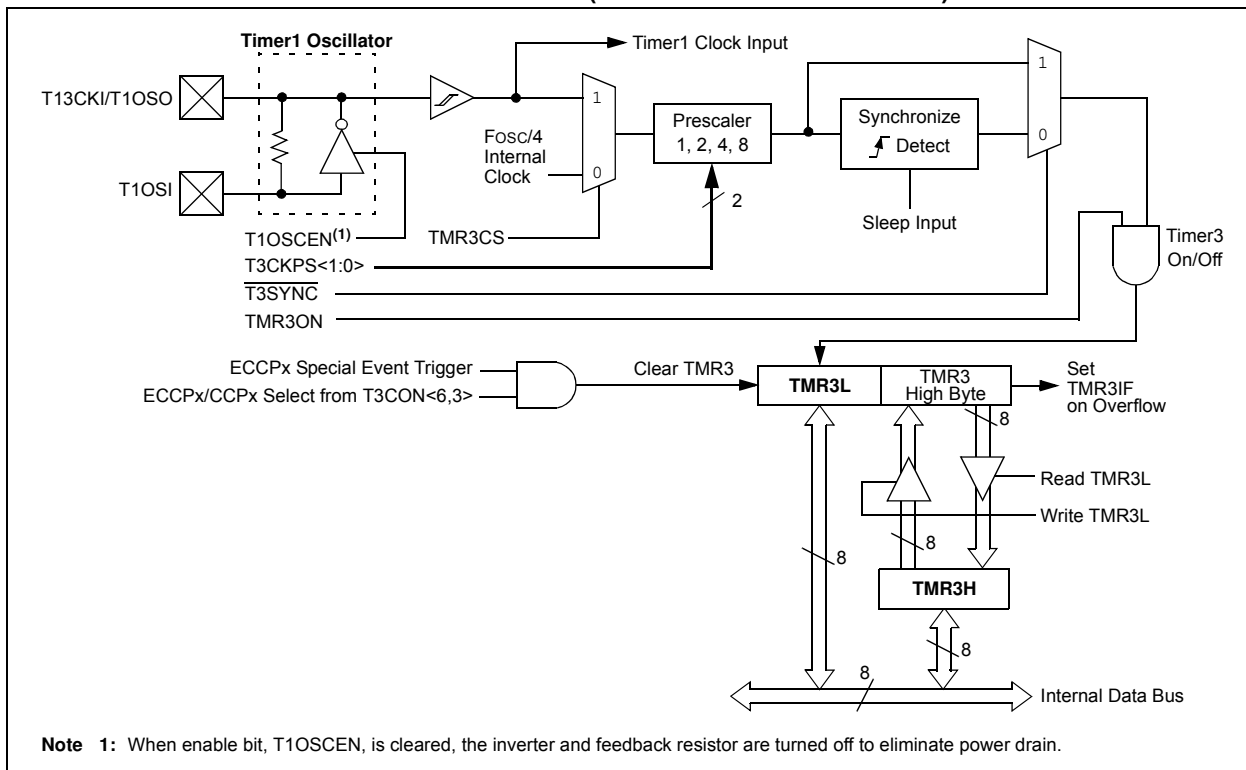 Timer1 Oscillator
Timer1 Clock Input
T13CKI/T1OSO
1
1
FOSC/4
Internal
Clock
Prescaler
1, 2, 4, 8
Synchronize
Detect
0
0
T1OSI
2
Sleep Input
T1OSCEN(1)
TMR3CS
Timer3
On/Off
T3CKPS<1:0>
T3SYNC
TMR3ON
ECCPx Special Event Trigger
ECCPx/CCPx Select from T3CON<6,3>
Clear TMR3
TMR3L
TMR3
High Byte
Set
TMR3IF
on Overflow
8
Read TMR3L
Write TMR3L
8
8
TMR3H
8
8
Internal Data Bus
Note 1: When enable bit, T1OSCEN, is cleared, the inverter and feedback resistor are turned off to eliminate power drain.